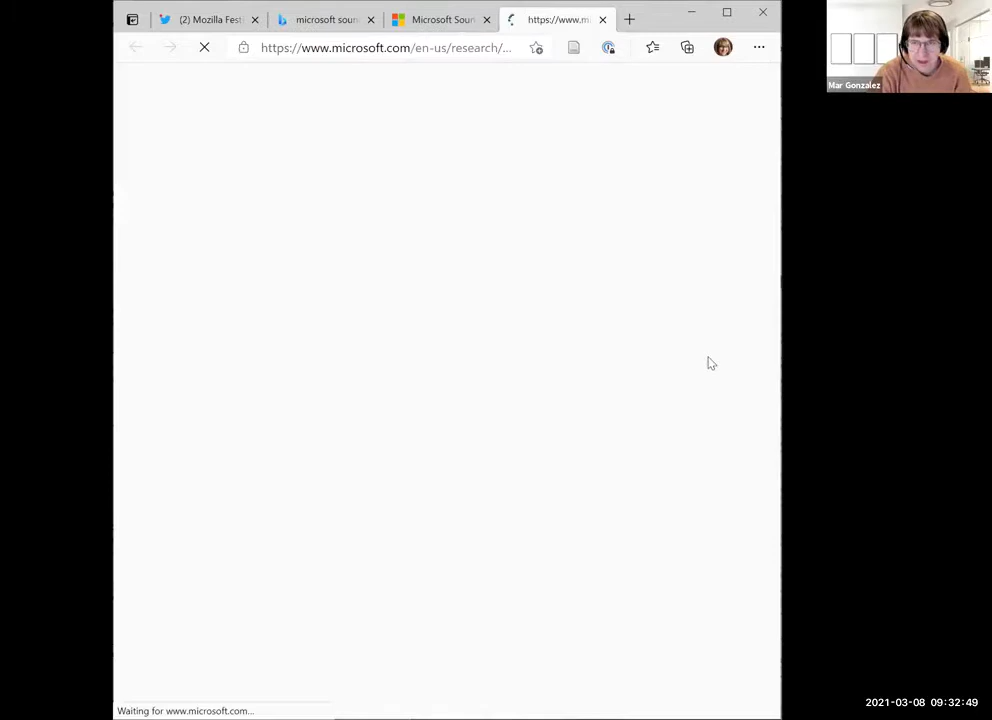 (2) Mozilla Fest
microsoft soun
Microsoft Soun
https://www.m
https://www.microsoft.com/en-us/research/...
Mar Gonzalez
Waiting for www.microsoft.com...
2021-03-08 09:32:49